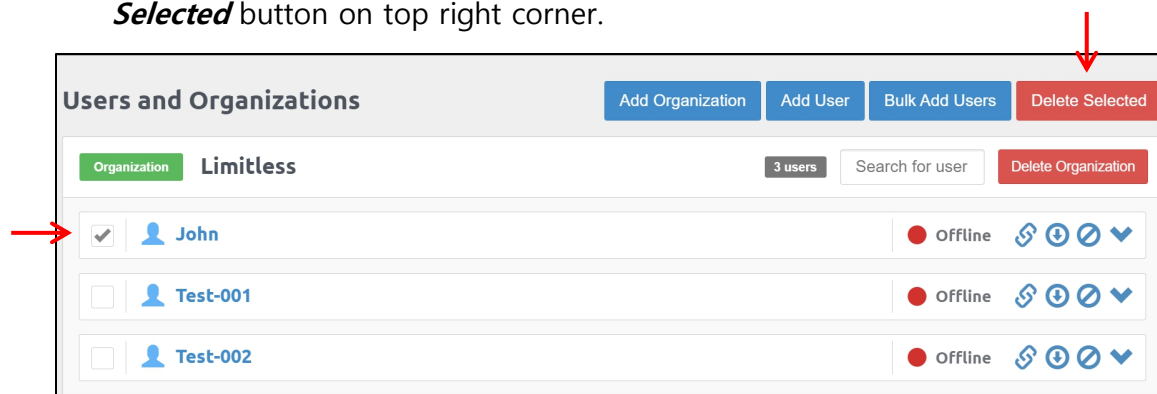 Selected button on top right corner.
Users and Organizations Add Organization Add User Bulk Add Users Delete Selected
Organization Limitless 3 users Search for user Delete Organization
John Offline
Test-001 Offline
Test-002 Offline